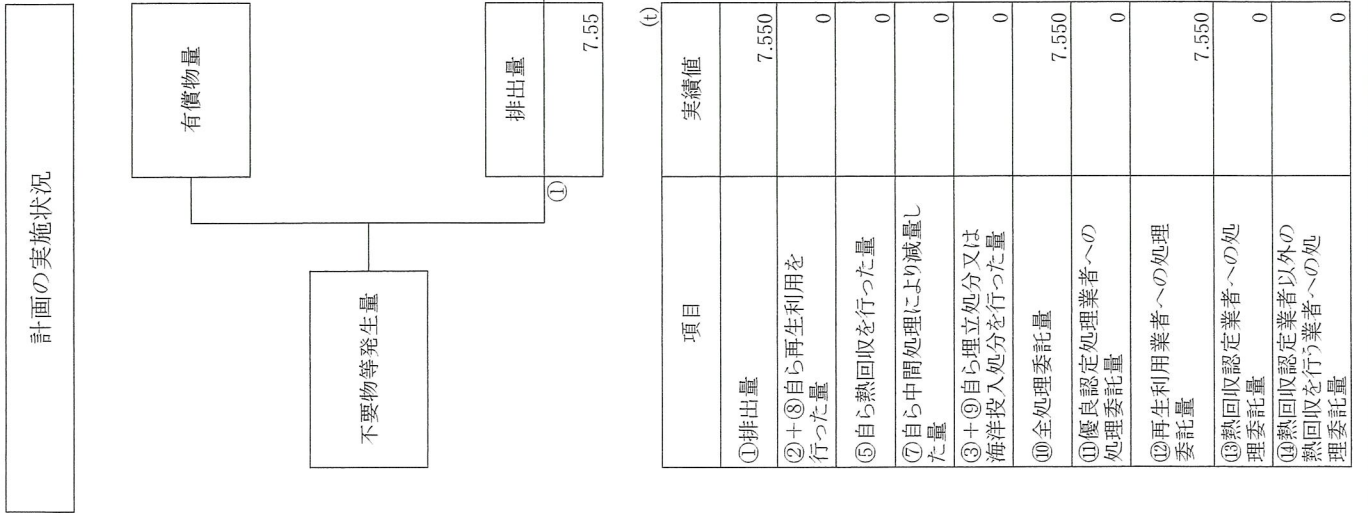 計画の実施状況
有償物量
不要物等発生量
排出量
①
7.55
(t)
項目
実績値
①排出量
7.550
②+⑧自ら再生利用を
行った量
0
⑤自ら熱回収を行った量
0
⑦自ら中間処理により減量し
た量
0
③+⑨自ら埋立処分又は
海洋投入処分を行った量
0
⑩全処理委託量
7.550
⑪優良認定処理業者への
処理委託量
0
⑫再生利用業者への処理
委託量
7.550
⑬熱回収認定業者への処
理委託量
0
⑭熱回収認定業者以外の
熱回収を行う業者への処
理委託量
0